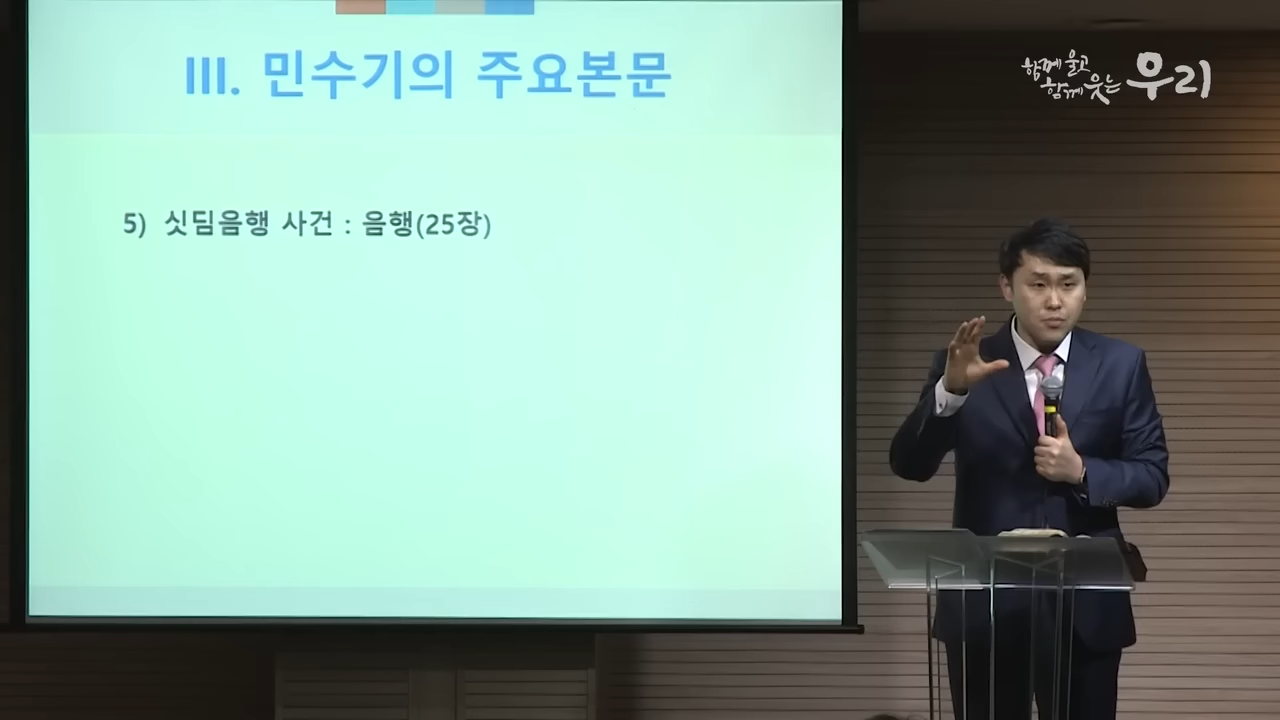 III. 민수기의 주요본문
함께 울고
함께 웃는 우리
5) 싯딤음행 사건 : 음행(25장)